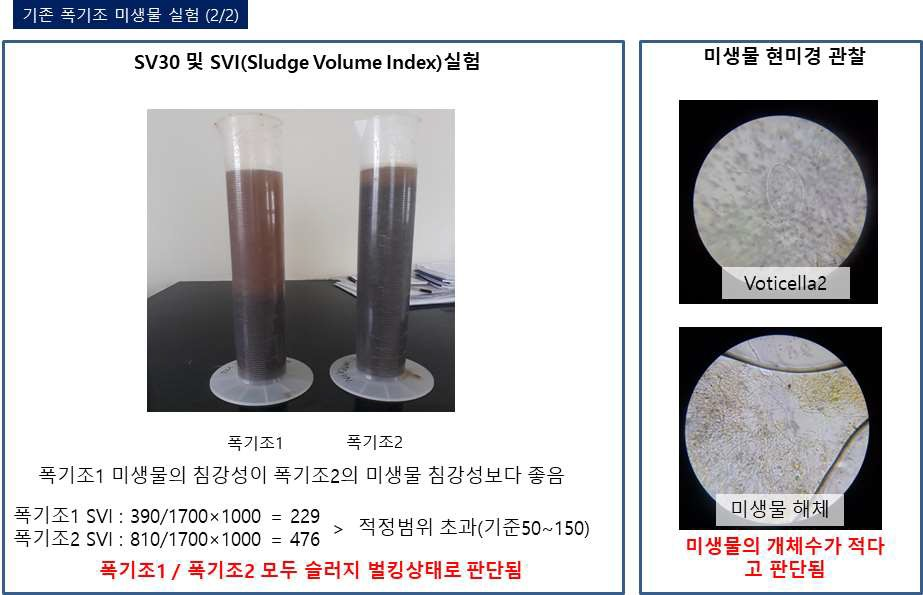 기존 폭기조 미생물 실험 (2/2)
SV30 및 SVI(Sludge Volume Index)실험
폭기조1
폭기조2
폭기조1 미생물의 침강성이 폭기조2의 미생물 침강성보다 좋음
폭기조1 SVI : 390/1700×1000 = 229
폭기조2 SVI : 810/1700×1000 = 476
> 적정범위 초과(기준50~150)
폭기조1 / 폭기조2 모두 슬러지 벌킹상태로 판단됨
미생물 현미경 관찰
Voticella2
미생물 해체
미생물의 개체수가 적다
고 판단됨